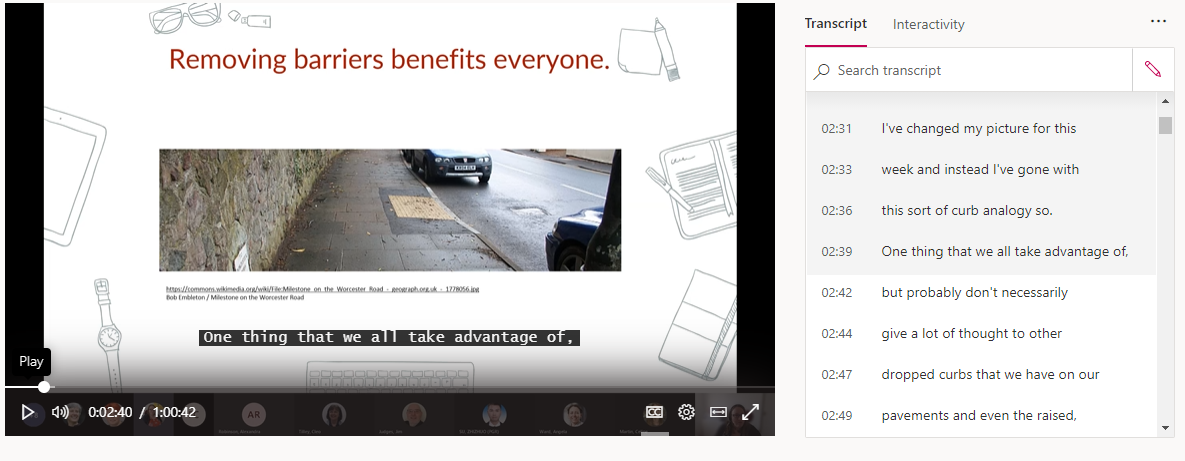 Removing barriers benefits everyone.
https://commons.wikimedia.org/wiki/File:Milestone_on_the_Worcester_Road_-_geograph.org.uk_-_1778056.jpg
Bob Embleton / Milestone on the Worcester Road
One thing that we all take advantage of,
Play
0:02:40 / 1:00:42
AR
Transcript
Interactivity
Search transcript
02:31 I've changed my picture for this
02:33 week and instead I've gone with
02:36 this sort of curb analogy so.
02:39 One thing that we all take advantage of,
02:42 but probably don't necessarily
02:44 give a lot of thought to other
02:47 dropped curbs that we have on our
02:49 pavements and even the raised,